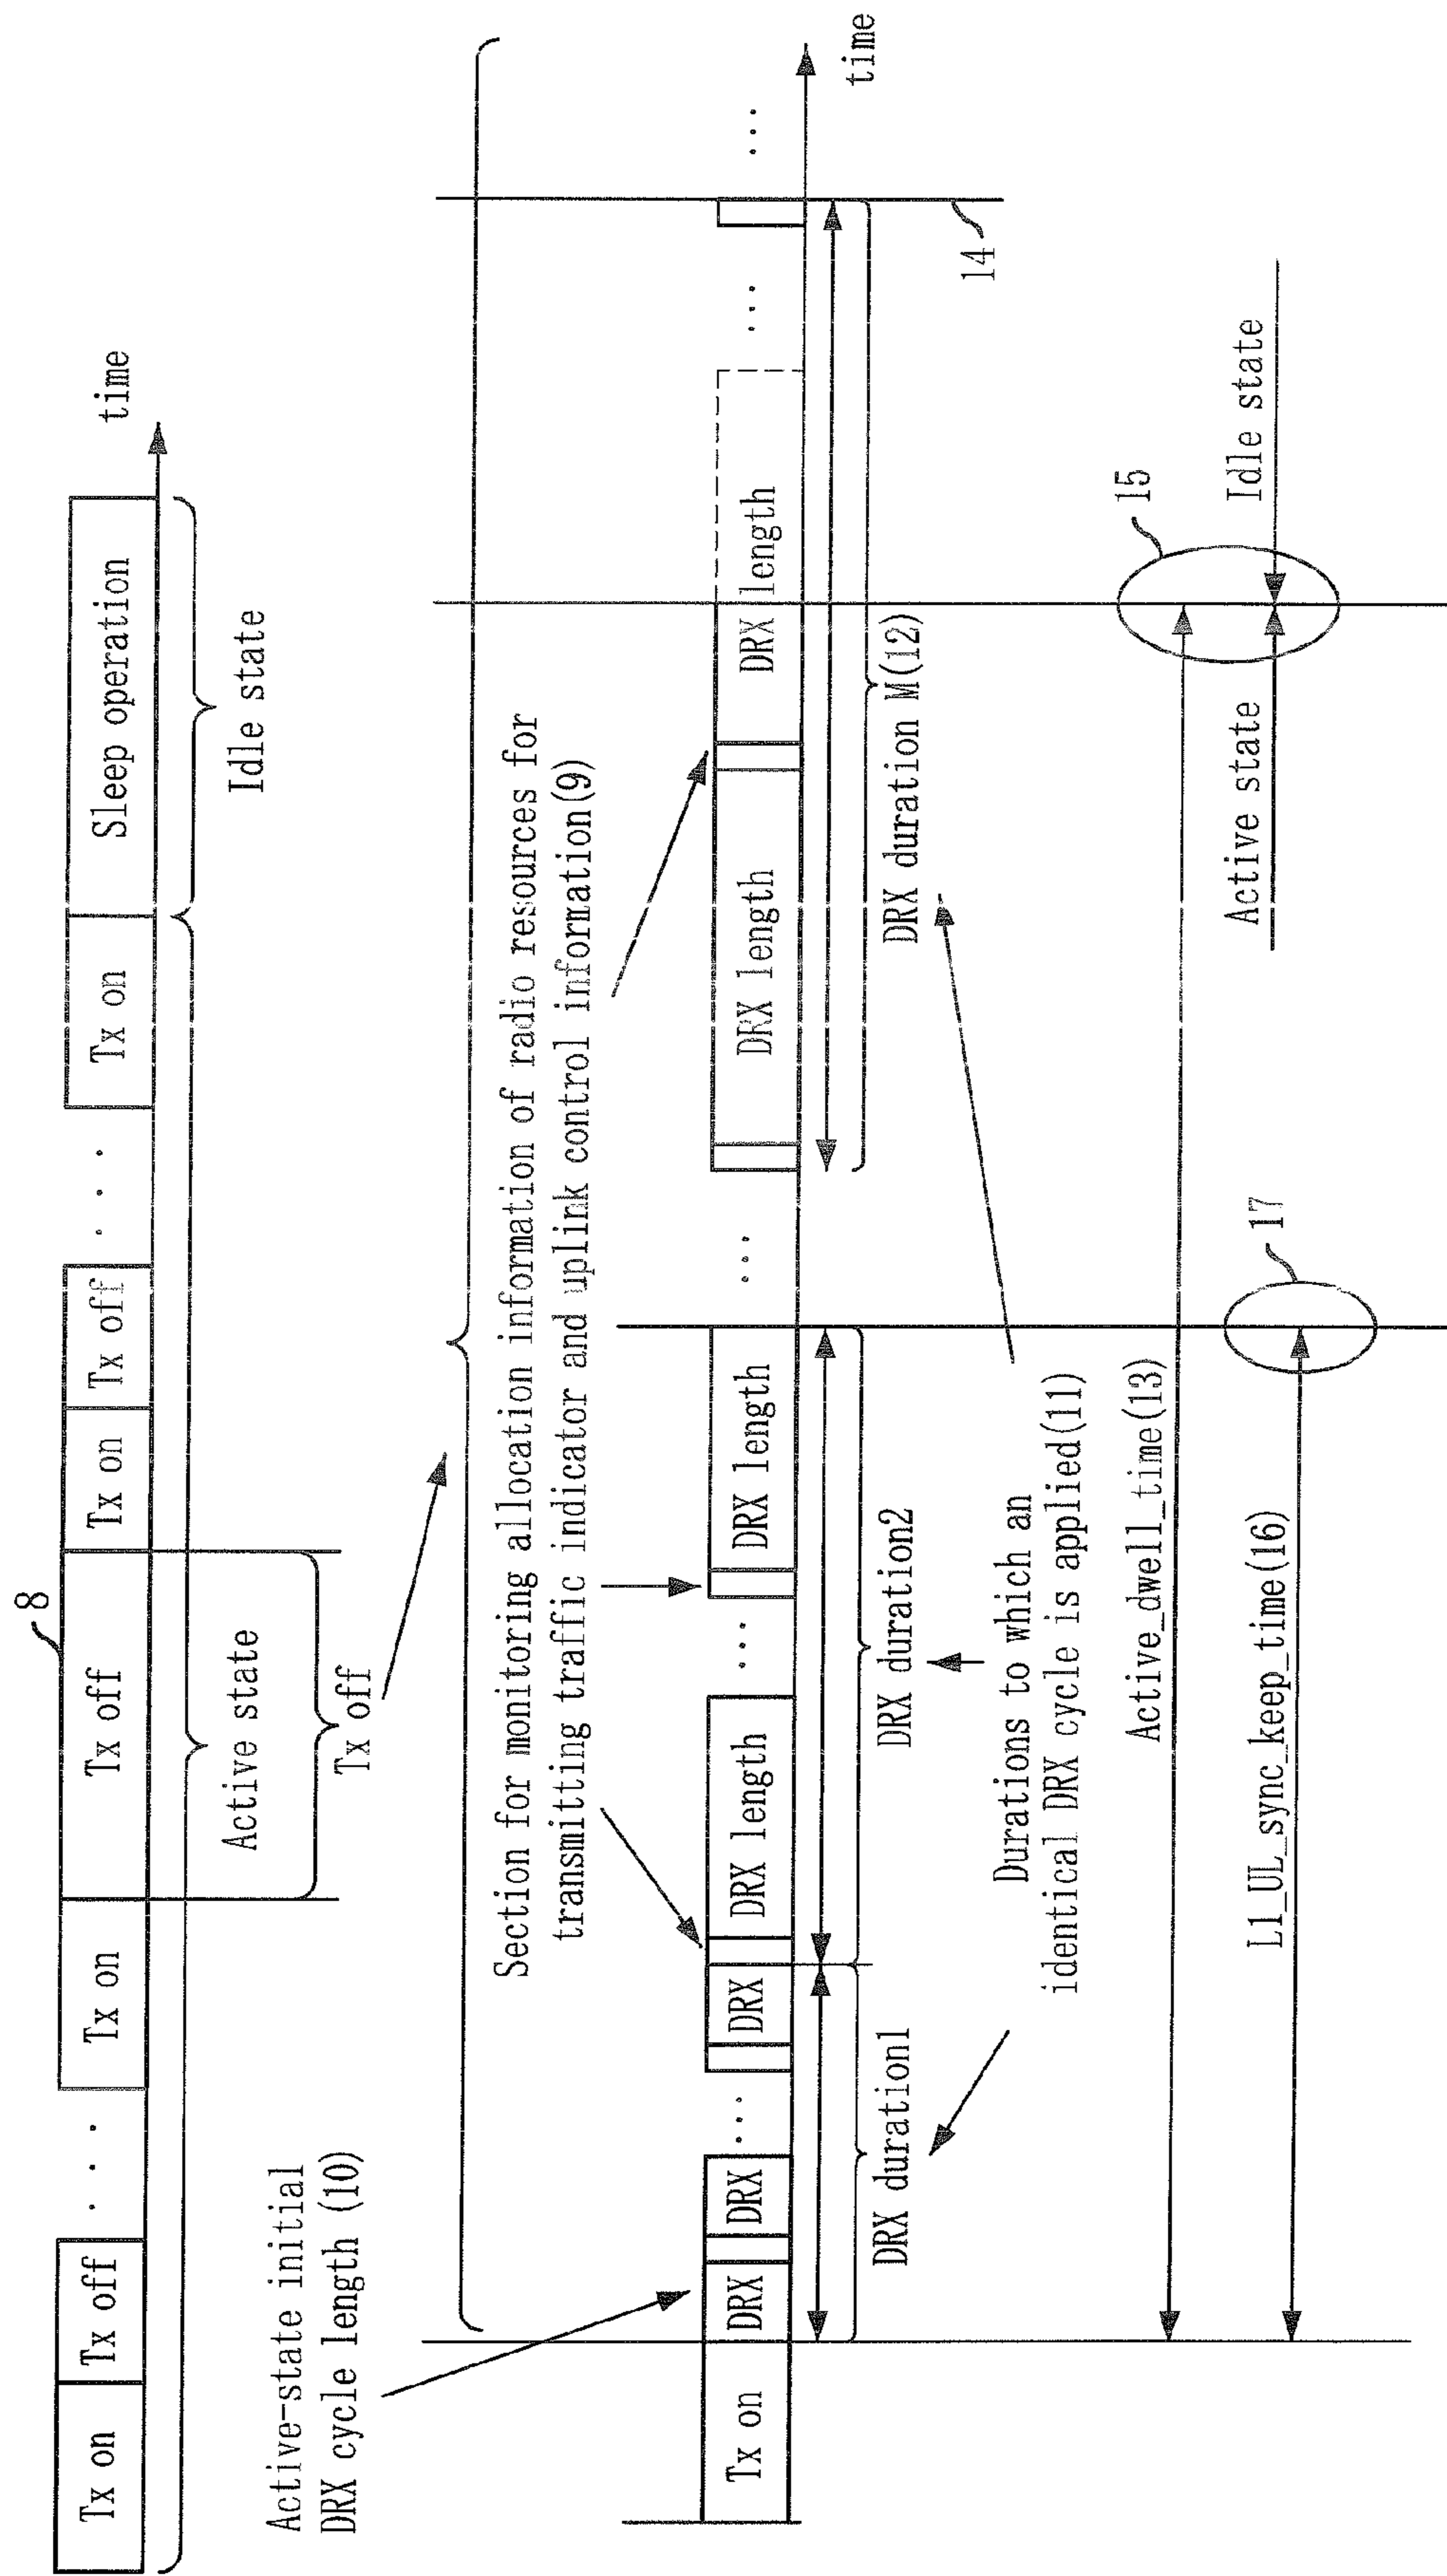 8
Tx on
Tx off
. . .
Tx on
Tx off
Tx on
Tx off
. . .
Tx on
Sleep operation
time
Active state
Idle state
Tx off
Active-state initial
DRX cycle length (10)
Section for monitoring allocation information of radio resources for
transmitting traffic indicator and uplink control information(9)
Tx on
DRX
DRX
...
DRX
DRX length
...
DRX length
...
DRX length
DRX length
...
...
time
DRX duration1
DRX duration2
DRX duration M(12)
14
Durations to which an
identical DRX cycle is applied(11)
Active_dwell_time(13)
15
Active state
Idle state
L1_UL_sync_keep_time(16)
17